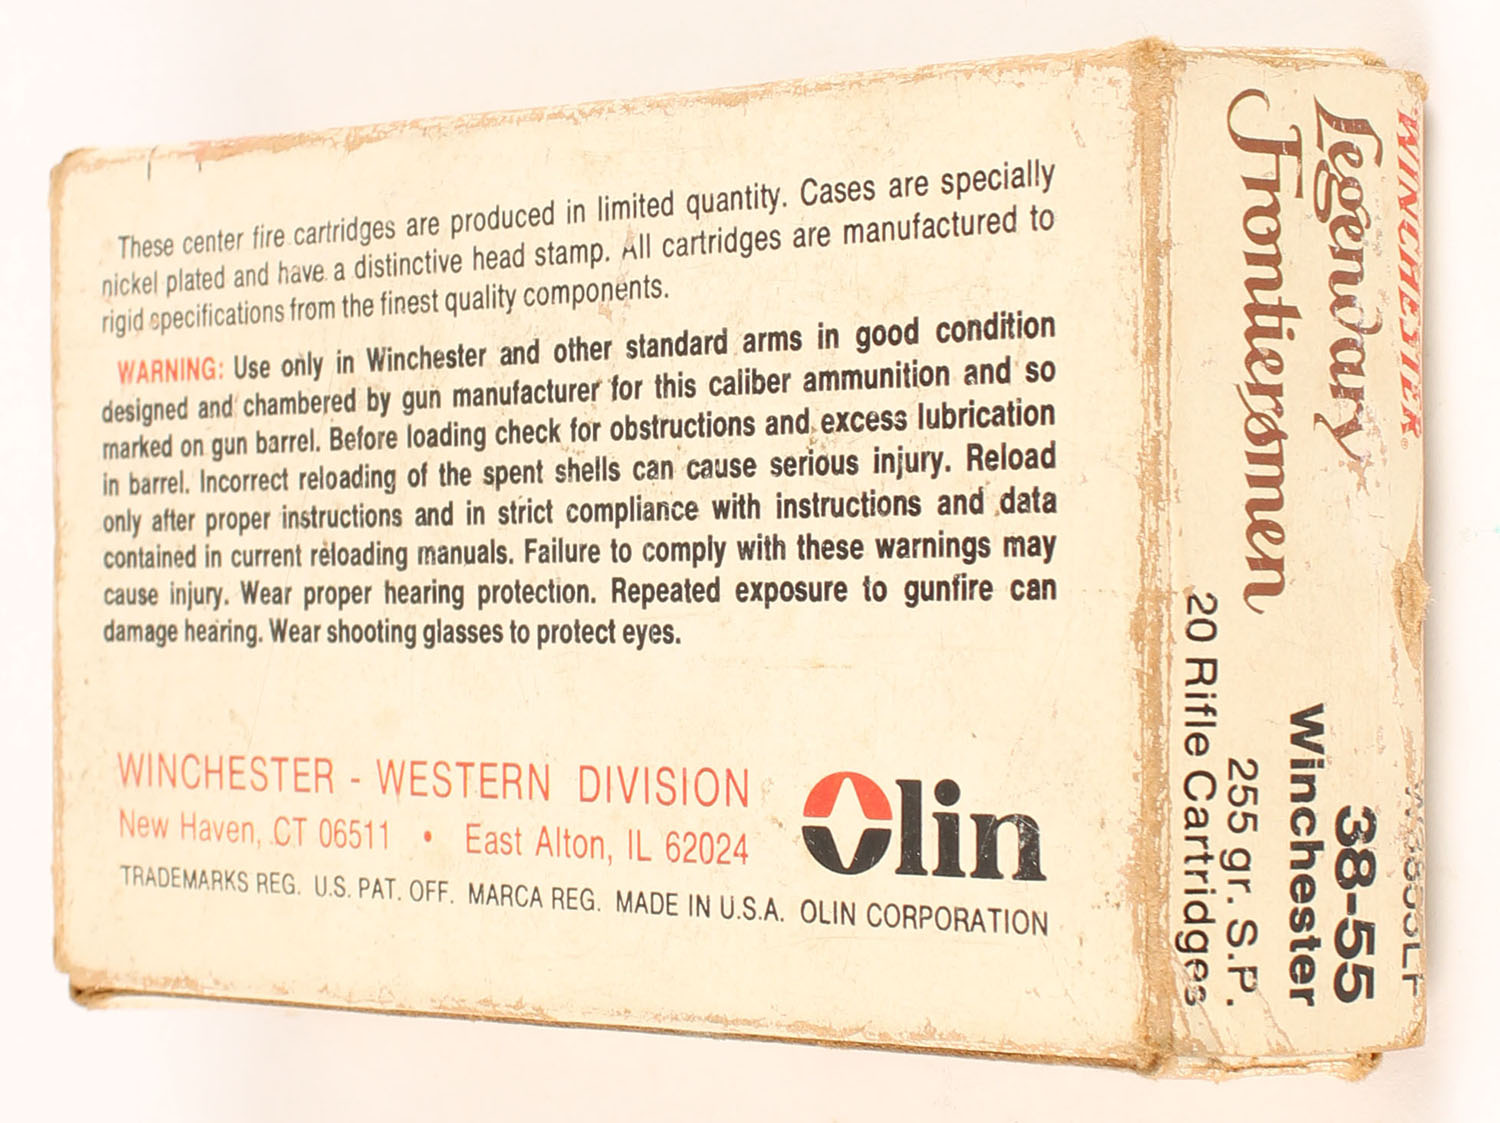 These center fire cartridges are produced in limited quantity. Cases are specially
nickel plated and have a distinctive head stamp. All cartridges are manufactured to
rigid specifications from the finest quality components.
WARNING: Use only in Winchester and other standard arms in good condition
designed and chambered by gun manufacturer for this caliber ammunition and so
marked on gun barrel. Before loading check for obstructions and excess lubrication
in barrel. Incorrect reloading of the spent shells can cause serious injury. Reload
only after proper instructions and in strict compliance with instructions and data
contained in current reloading manuals. Failure to comply with these warnings may
cause injury. Wear proper hearing protection. Repeated exposure to gunfire can
damage hearing. Wear shooting glasses to protect eyes.
WINCHESTER - WESTERN DIVISION
New Haven, CT 06511 • East Alton, IL 62024
Olin
TRADEMARKS REG. U.S. PAT. OFF. MARCA REG. MADE IN U.S.A. OLIN CORPORATION
WINCHESTER®
Legendary
Frontiersmen
38-55
Winchester
255 gr. S.P.
20 Rifle Cartridges